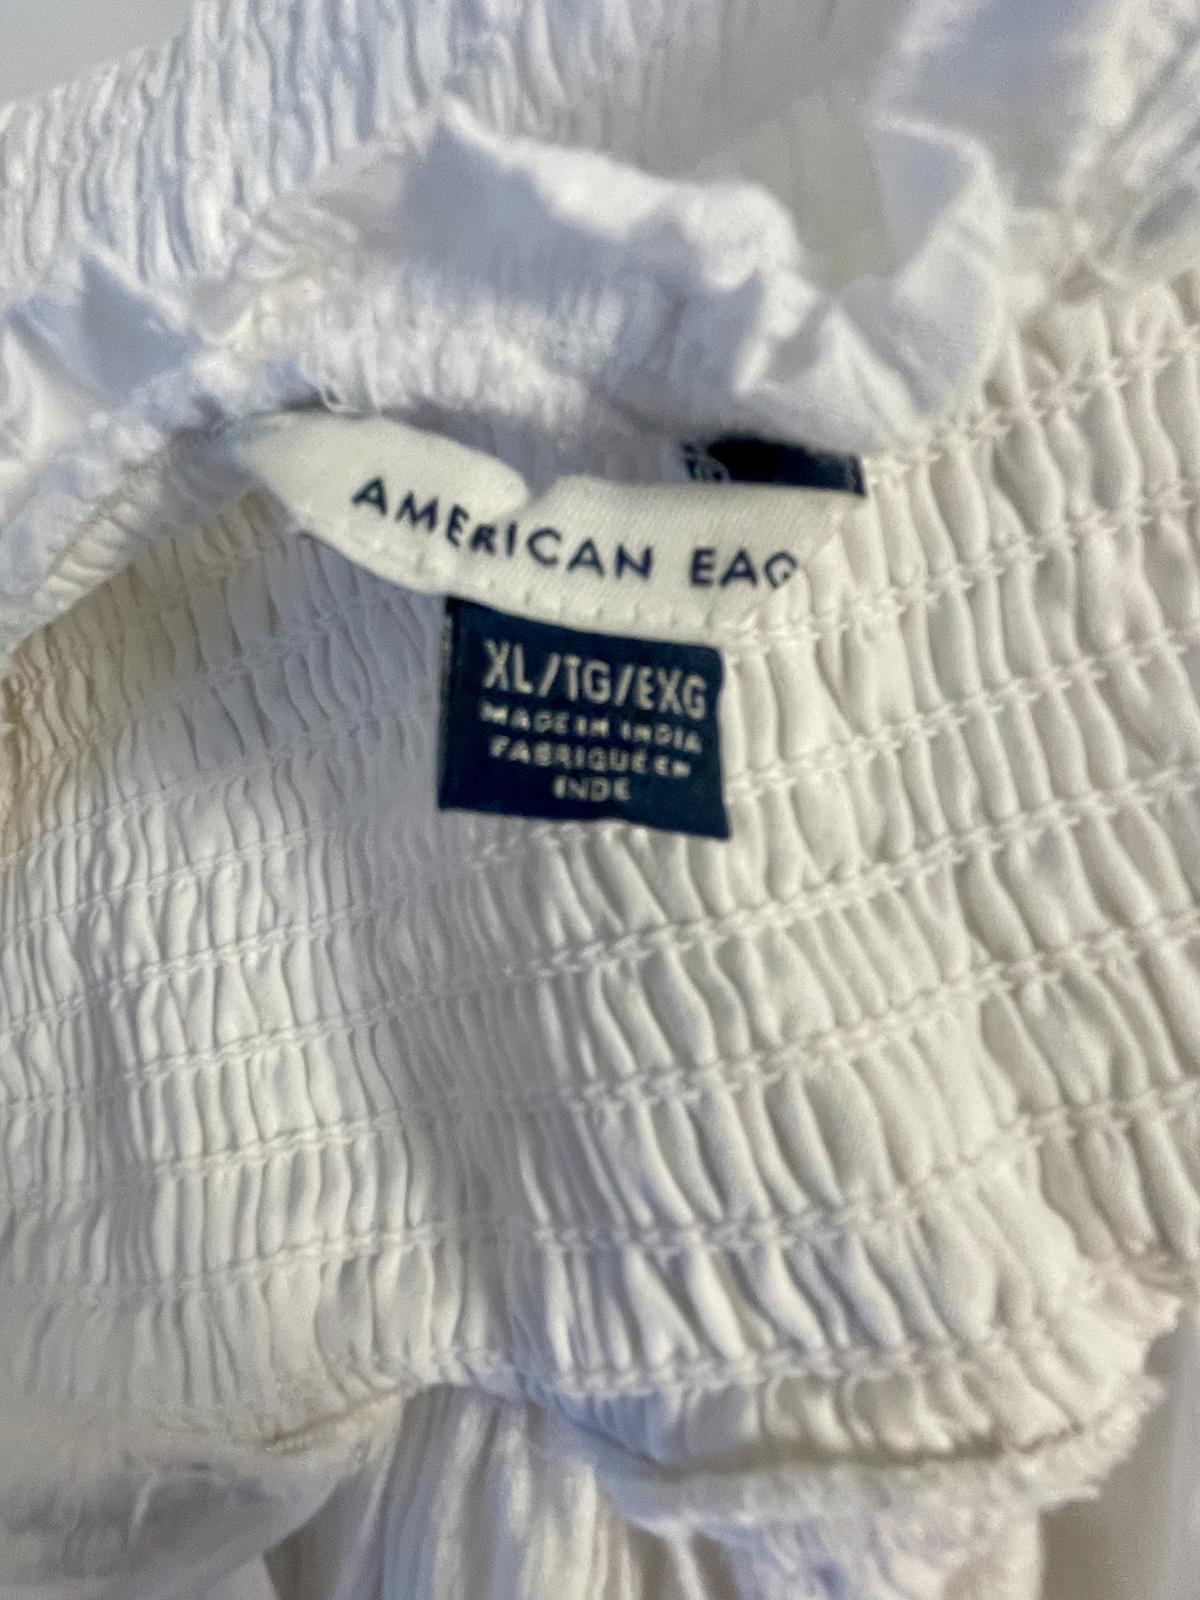 AMERICAN EAG
XL/TG/EXG
MADE IN INDIA
FABRIQUÉ EN
INDE